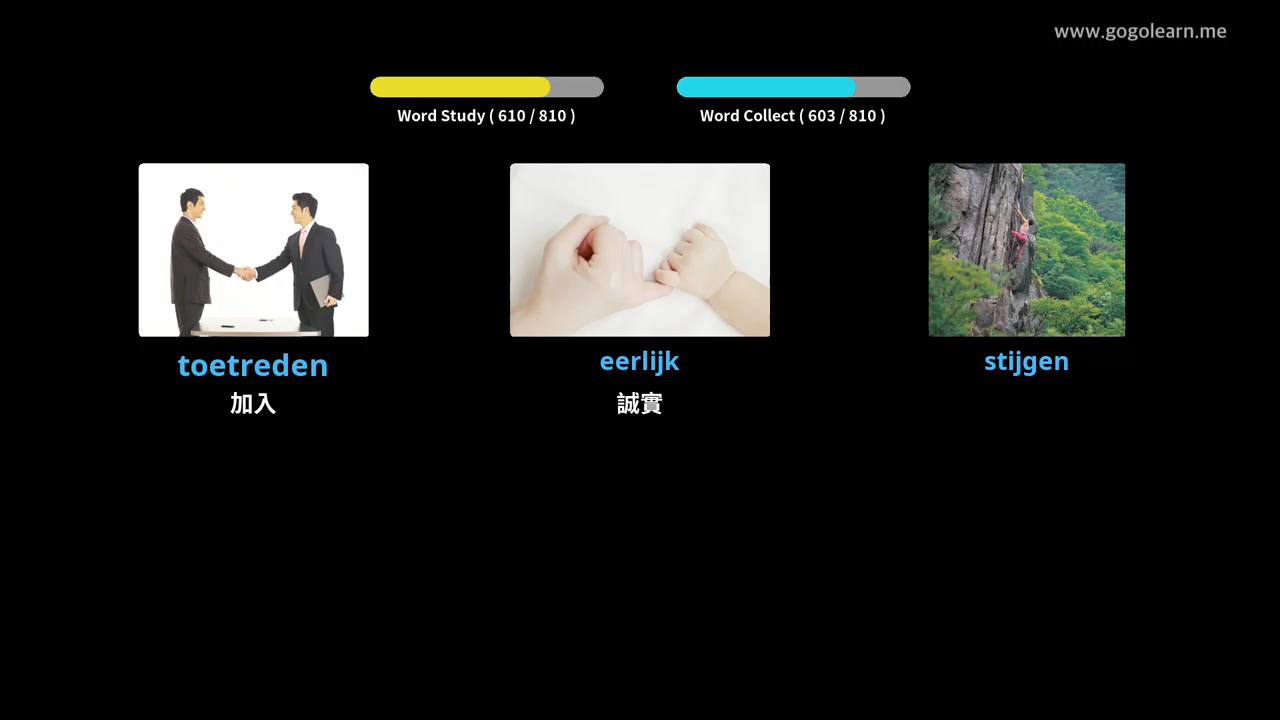 www.gogolearn.me
Word Study ( 610 / 810 )
Word Collect ( 603 / 810 )
toetreden
加入
eerlijk
誠實
stijgen